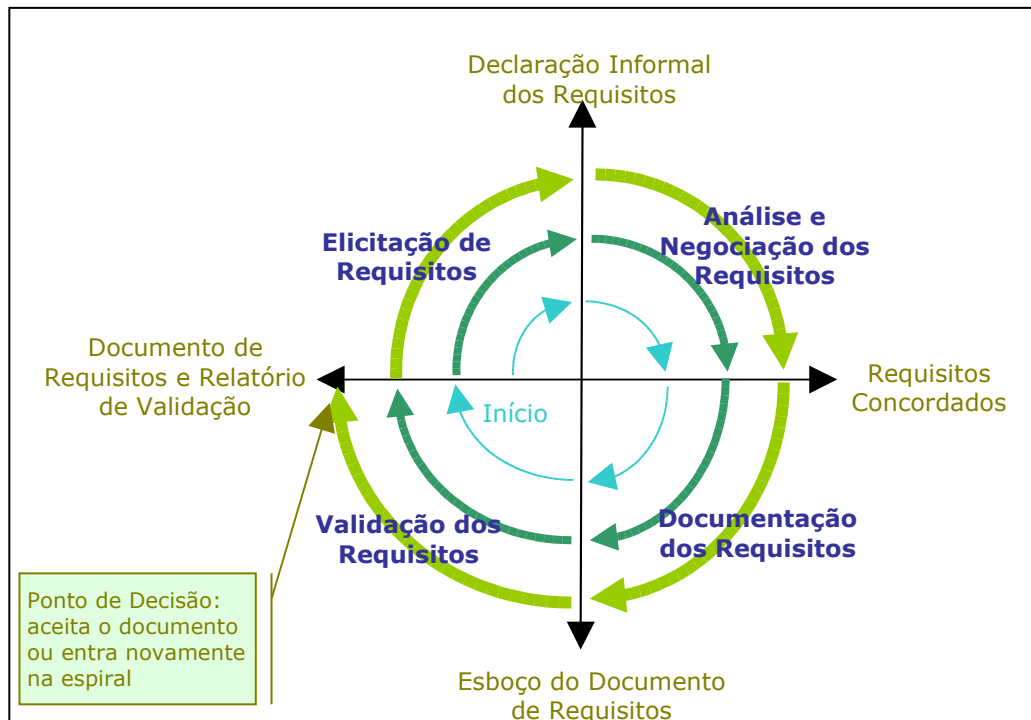 Declaração Informal
dos Requisitos
Elicitação de
Requisitos
Análise e
Negociação dos
Requisitos
Documento de
Requisitos e Relatório
de Validação
Início
Requisitos
Concordados
Validação dos
Requisitos
Documentação
dos Requisitos
Ponto de Decisão:
aceita o documento
ou entra novamente
na espiral
Esboço do Documento
de Requisitos